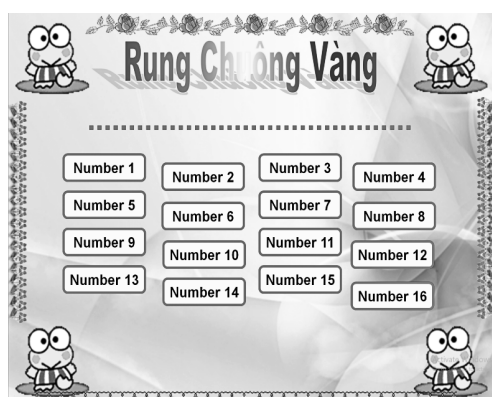 Rung Chuông Vàng
Number 1 Number 2 Number 3 Number 4
Number 5 Number 6 Number 7 Number 8
Number 9 Number 10 Number 11 Number 12
Number 13 Number 14 Number 15 Number 16